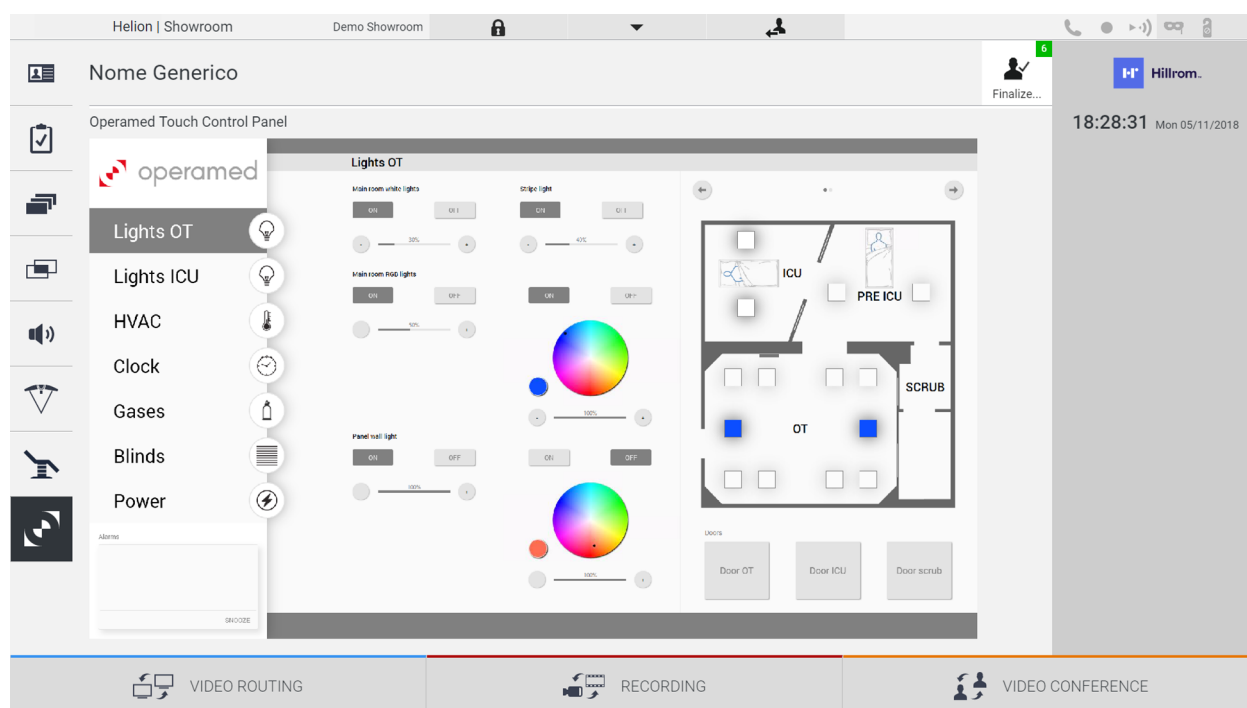 Helion | Showroom
Demo Showroom
Nome Generico
6
Finalize...
Hillrom
18:28:31 Mon 05/11/2018
Operamed Touch Control Panel
operamed
Lights OT
Lights ICU
HVAC
Clock
Gases
Blinds
Power
Alarms
SNOOZE
Lights OT
Main room white lights
ON OFF
- +
Stripe light
ON OFF
- +
Main room RGB lights
ON OFF
ON OFF
100%
Panel wall light
ON OFF
100%
ON OFF
100%
ICU
PRE ICU
SCRUB
OT
Doors
Door OT
Door ICU
Door scrub
VIDEO ROUTING
RECORDING
VIDEO CONFERENCE